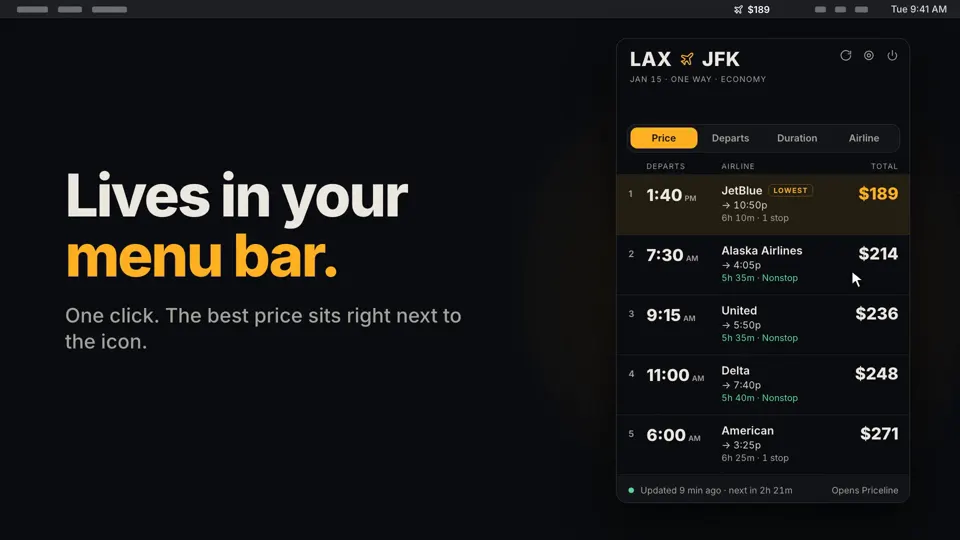 $189
Tue 9:41 AM
Lives in your
menu bar.
One click. The best price sits right next to
the icon.
LAX JFK
JAN 15 · ONE WAY · ECONOMY
Price Departs Duration Airline
DEPARTS AIRLINE TOTAL
1 1:40 PM JetBlue LOWEST $189
→ 10:50p
6h 10m · 1 stop
2 7:30 AM Alaska Airlines $214
→ 4:05p
5h 35m · Nonstop
3 9:15 AM United $236
→ 5:50p
5h 35m · Nonstop
4 11:00 AM Delta $248
→ 7:40p
5h 40m · Nonstop
5 6:00 AM American $271
→ 3:25p
6h 25m · 1 stop
Updated 9 min ago · next in 2h 21m Opens Priceline